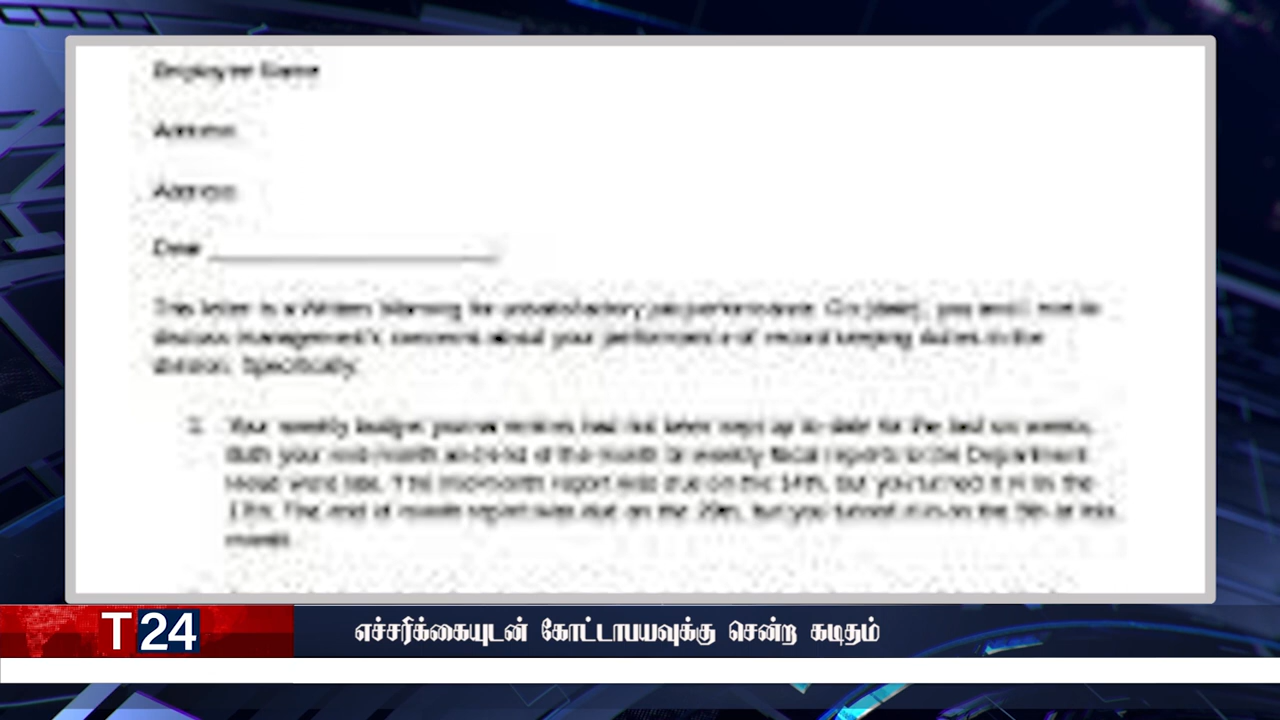 Employee Name
Address
Address
Dear
This letter is a Written Warning for unsatisfactory job performance. On (date), you and I met to
discuss management's concerns about your performance of record keeping duties in the
division. Specifically:
1. Your weekly budget journal entries had not been kept up to date for the last six weeks.
Both your mid-month and end of the month bi-weekly fiscal reports to the Department
Head were late. The mid-month report was due on the 14th, but you turned it in on the
17th. The end of month report was due on the 29th, but you turned it in on the 5th of this
month.
T24
எச்சரிக்கையுடன் கோட்டாபயவுக்கு சென்ற கடிதம்